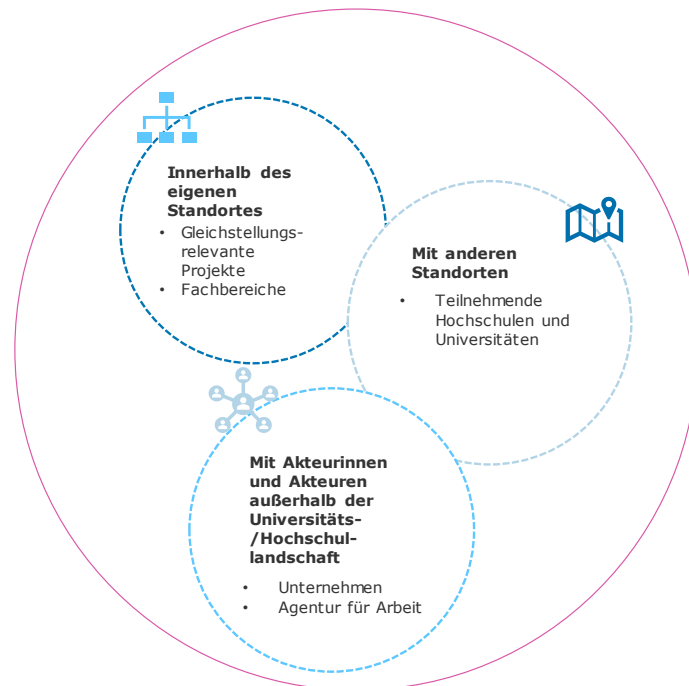 Innerhalb des
eigenen
Standortes
• Gleichstellungs-
relevante
Projekte
• Fachbereiche
Mit anderen
Standorten
• Teilnehmende
Hochschulen und
Universitäten
Mit Akteurinnen
und Akteuren
außerhalb der
Universitäts-
/Hochschul-
landschaft
• Unternehmen
• Agentur für Arbeit